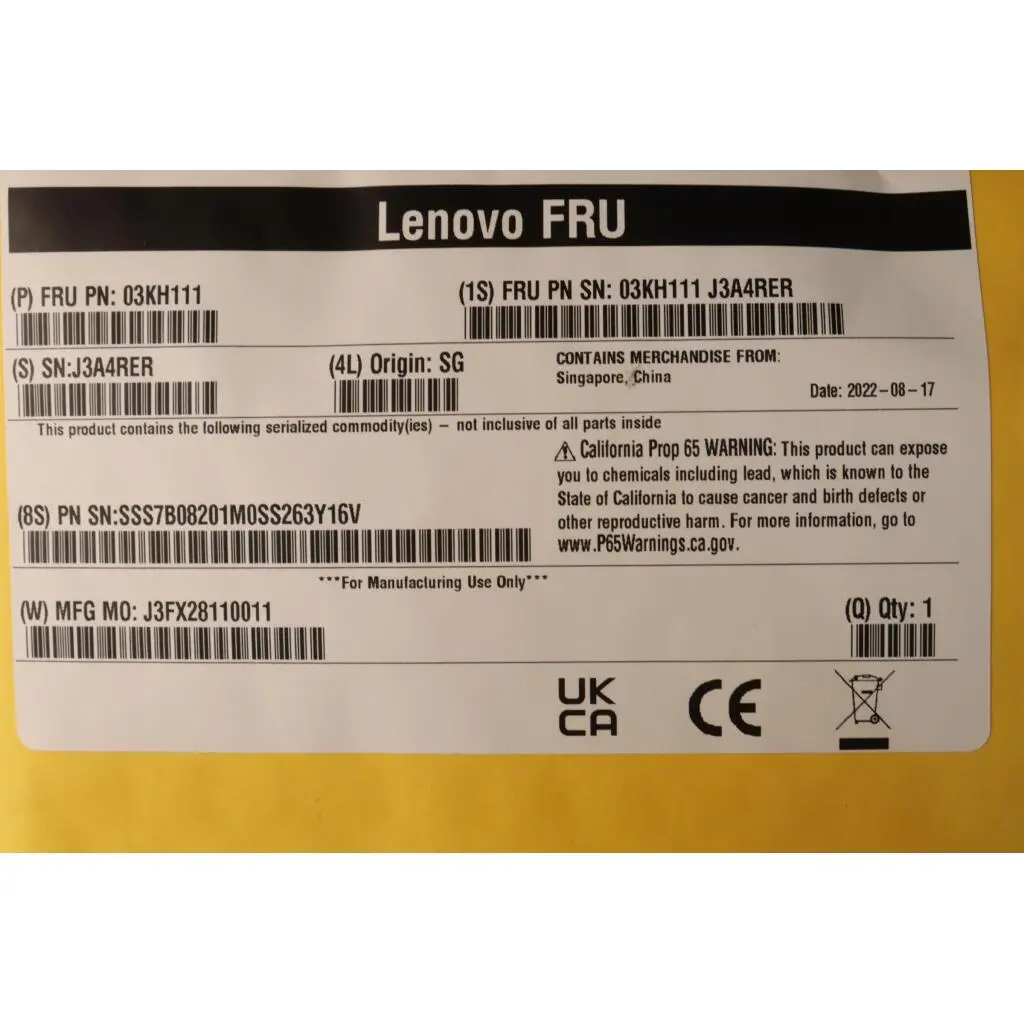 Lenovo FRU
(P) FRU PN: 03KH111
(1S) FRU PN SN: 03KH111 J3A4RER
(S) SN:J3A4RER
(4L) Origin: SG
CONTAINS MERCHANDISE FROM:
Singapore, China
Date: 2022-08-17
This product contains the following serialized commodity(ies) – not inclusive of all parts inside
⚠ California Prop 65 WARNING: This product can expose
you to chemicals including lead, which is known to the
State of California to cause cancer and birth defects or
other reproductive harm. For more information, go to
www.P65Warnings.ca.gov.
(8S) PN SN:SSS7B08201M0SS263Y16V
***For Manufacturing Use Only***
(W) MFG MO: J3FX28110011
(Q) Qty: 1
UK
CA
CE